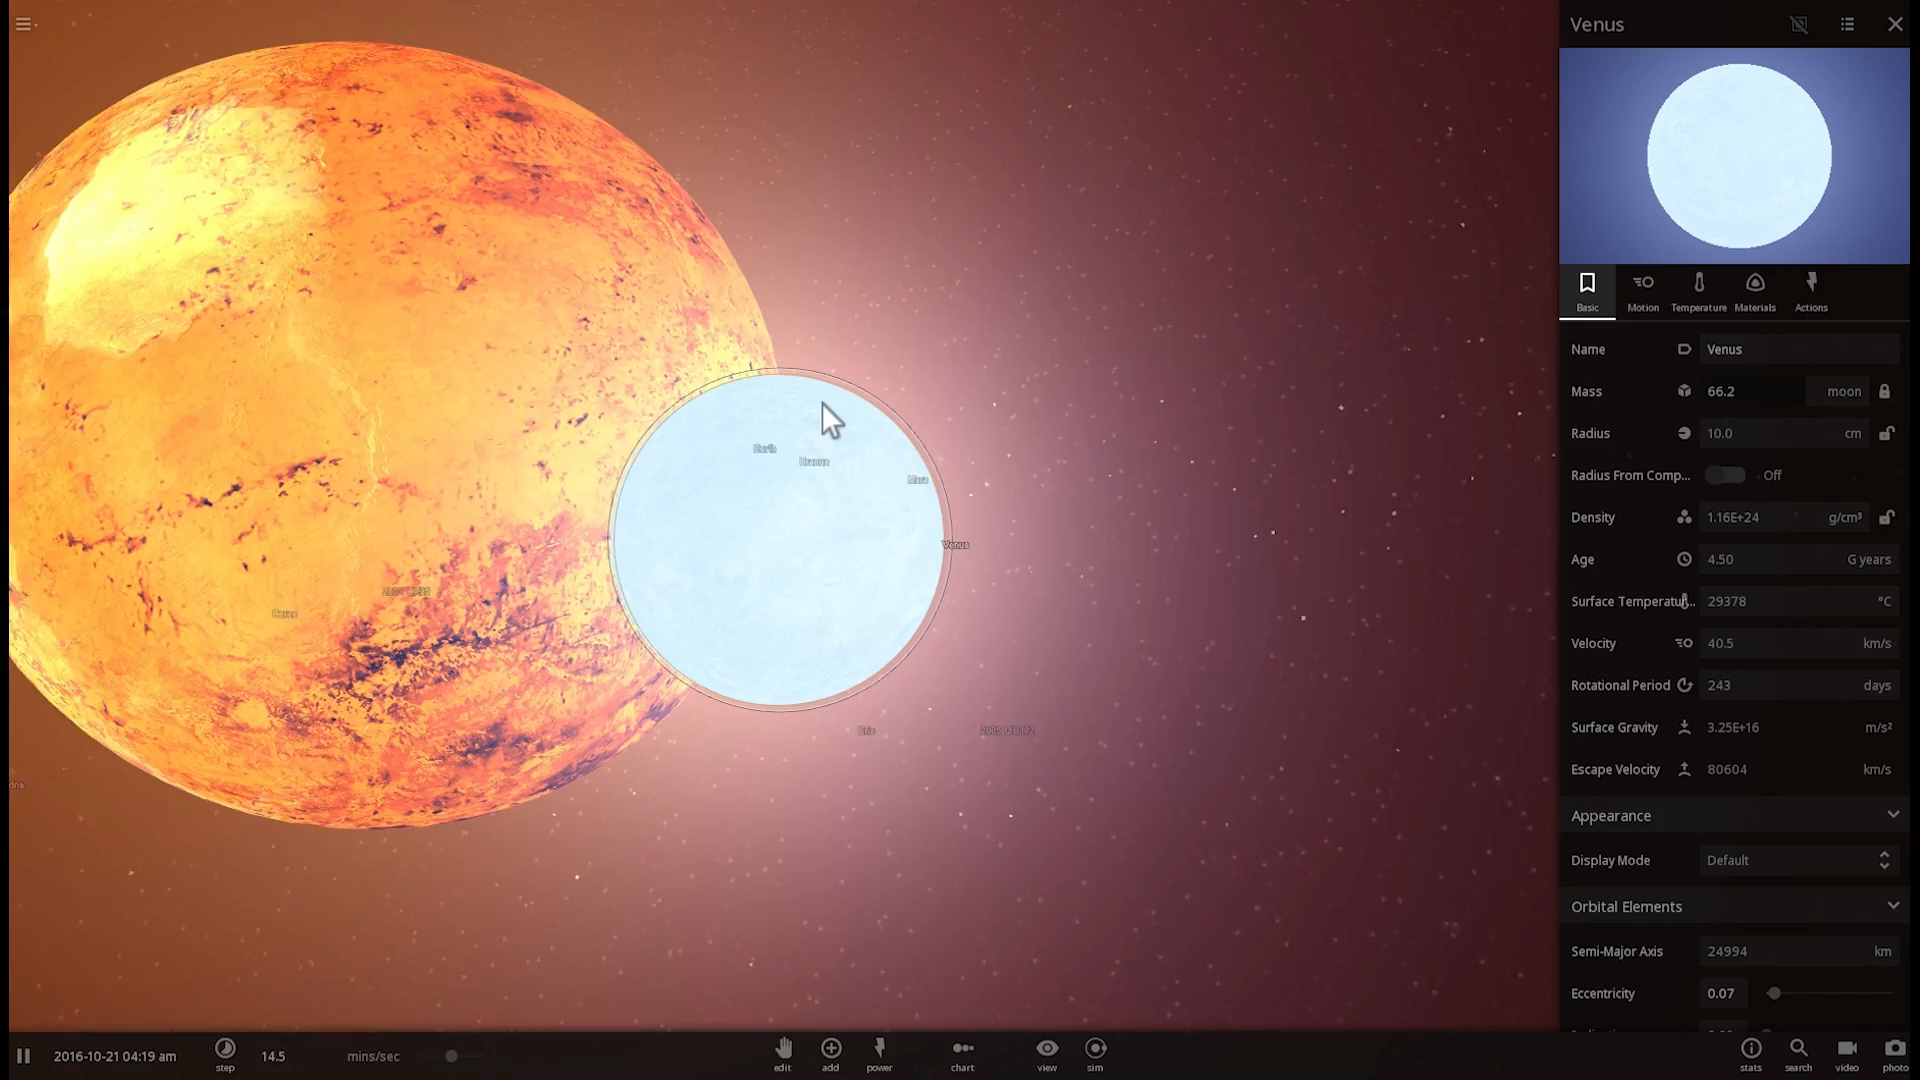 Venus
Earth
Uranus
Mars
Venus
Ceres
Eris
Basic
Motion
Temperature
Materials
Actions
Name Venus
Mass 66.2 moon
Radius 10.0 cm
Radius From Comp... Off
Density 1.16E+24 g/cm³
Age 4.50 G years
Surface Temperatur... 29378 °C
Velocity 40.5 km/s
Rotational Period 243 days
Surface Gravity 3.25E+16 m/s²
Escape Velocity 80604 km/s
Appearance
Display Mode Default
Orbital Elements
Semi-Major Axis 24994 km
Eccentricity 0.07
2016-10-21 04:19 am
step
14.5 mins/sec
edit
add
power
chart
view
sim
stats
search
video
photo